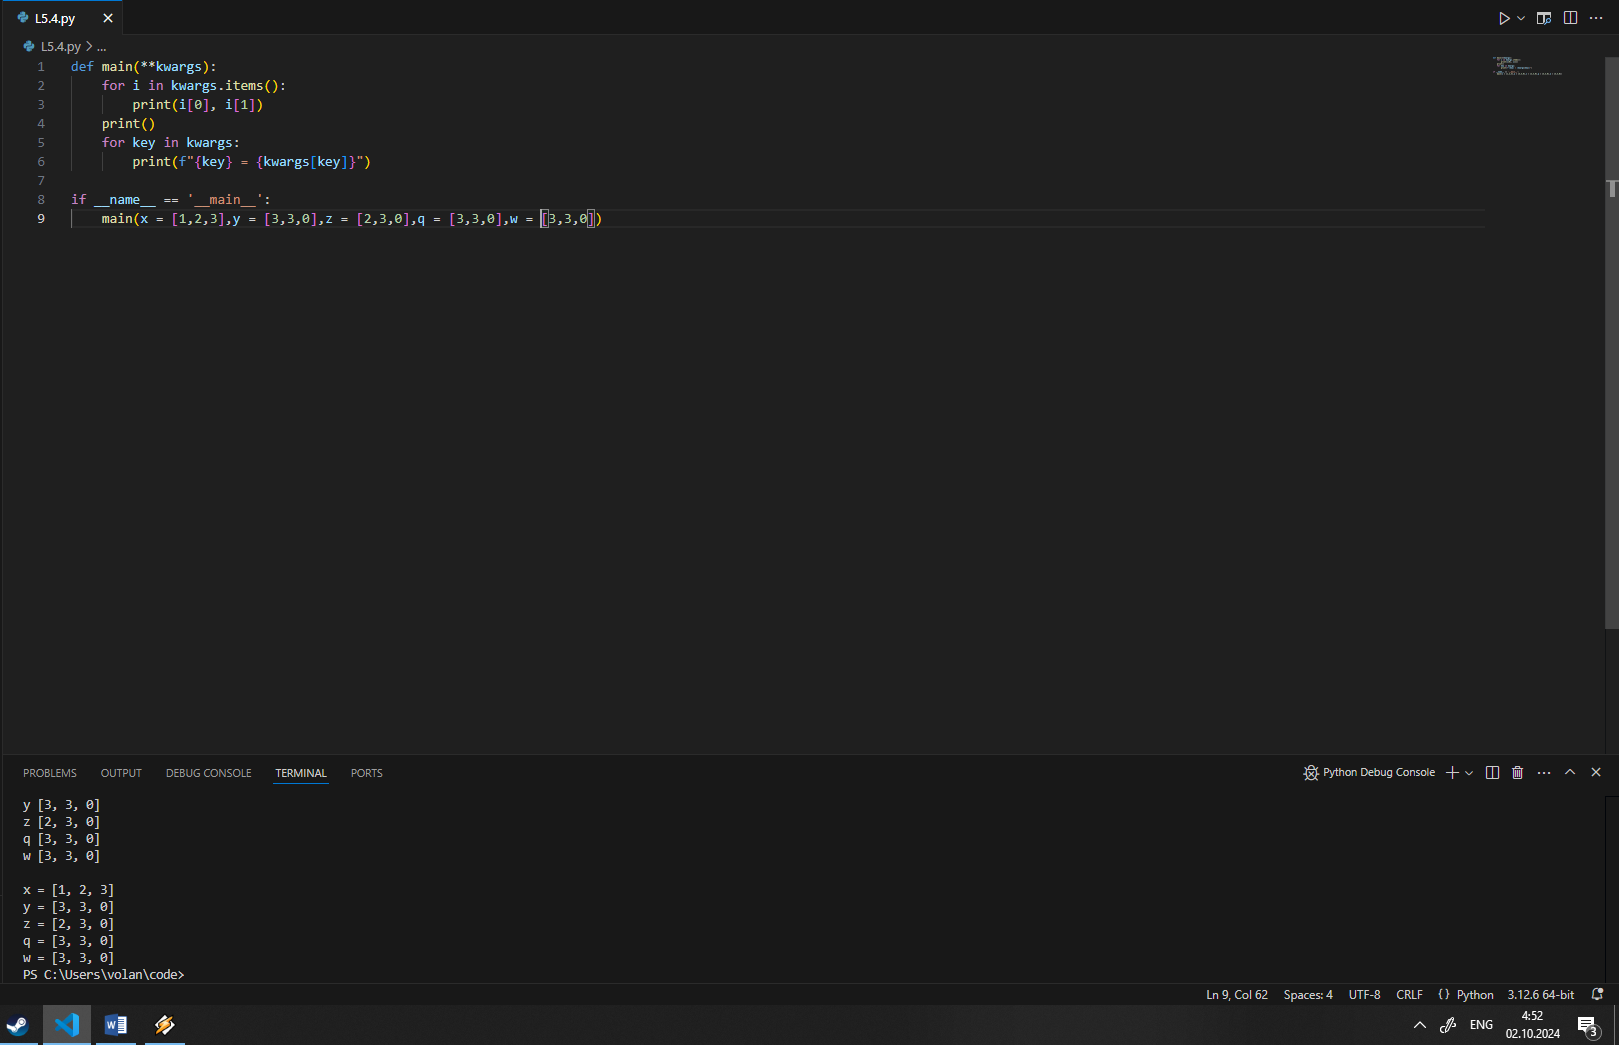 L5.4.py
L5.4.py > ...
1 def main(**kwargs):
2     for i in kwargs.items():
3         print(i[0], i[1])
4     print()
5     for key in kwargs:
6         print(f"{key} = {kwargs[key]}")
7
8 if __name__ == '__main__':
9     main(x = [1,2,3],y = [3,3,0],z = [2,3,0],q = [3,3,0],w = [3,3,0])
PROBLEMS OUTPUT DEBUG CONSOLE TERMINAL PORTS Python Debug Console
y [3, 3, 0]
z [2, 3, 0]
q [3, 3, 0]
w [3, 3, 0]

x = [1, 2, 3]
y = [3, 3, 0]
z = [2, 3, 0]
q = [3, 3, 0]
w = [3, 3, 0]
PS C:\Users\volan\code>
Ln 9, Col 62 Spaces: 4 UTF-8 CRLF {} Python 3.12.6 64-bit
ENG 4:52
02.10.2024 3